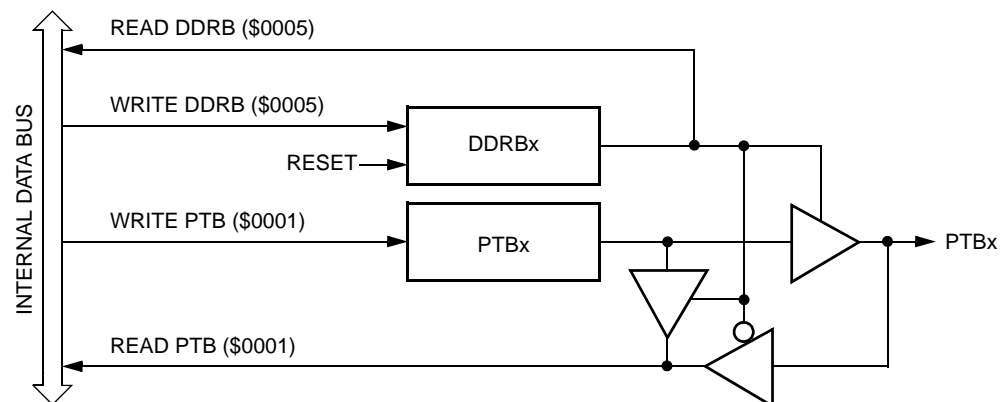 READ DDRB ($0005)
WRITE DDRB ($0005)
DDRBx
RESET
WRITE PTB ($0001)
PTBx
PTBx
READ PTB ($0001)
INTERNAL DATA BUS